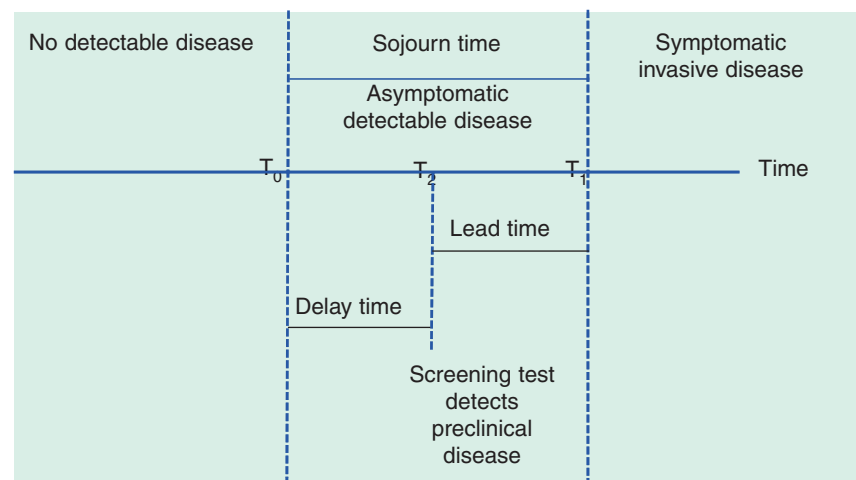 No detectable disease
Sojourn time
Symptomatic
invasive disease
Asymptomatic
detectable disease
T0
T2
T1
Time
Lead time
Delay time
Screening test
detects
preclinical
disease